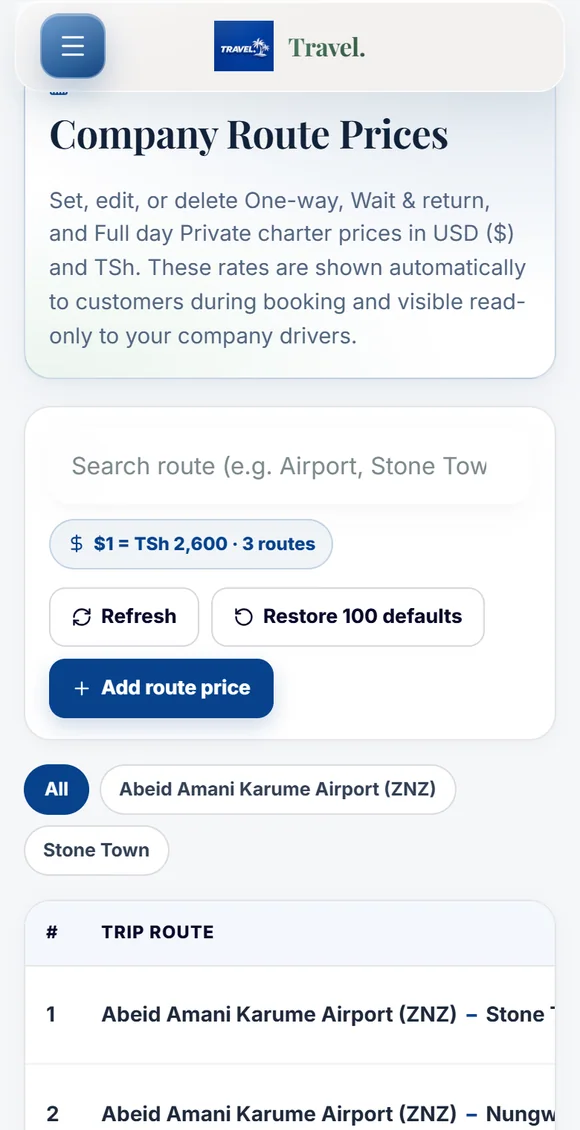 TRAVEL.
Travel.
Company Route Prices
Set, edit, or delete One-way, Wait & return,
and Full day Private charter prices in USD ($)
and TSh. These rates are shown automatically
to customers during booking and visible read-
only to your company drivers.
Search route (e.g. Airport, Stone Tow
$1 = TSh 2,600 · 3 routes
Refresh
Restore 100 defaults
+ Add route price
All
Abeid Amani Karume Airport (ZNZ)
Stone Town
# TRIP ROUTE
1 Abeid Amani Karume Airport (ZNZ) – Stone
2 Abeid Amani Karume Airport (ZNZ) – Nungw